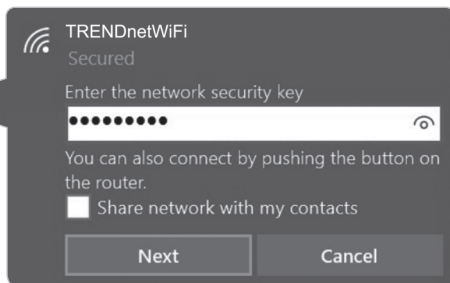 TRENDnetWiFi
Secured
Enter the network security key
●●●●●●●●●
You can also connect by pushing the button on
the router.
Share network with my contacts
Next
Cancel